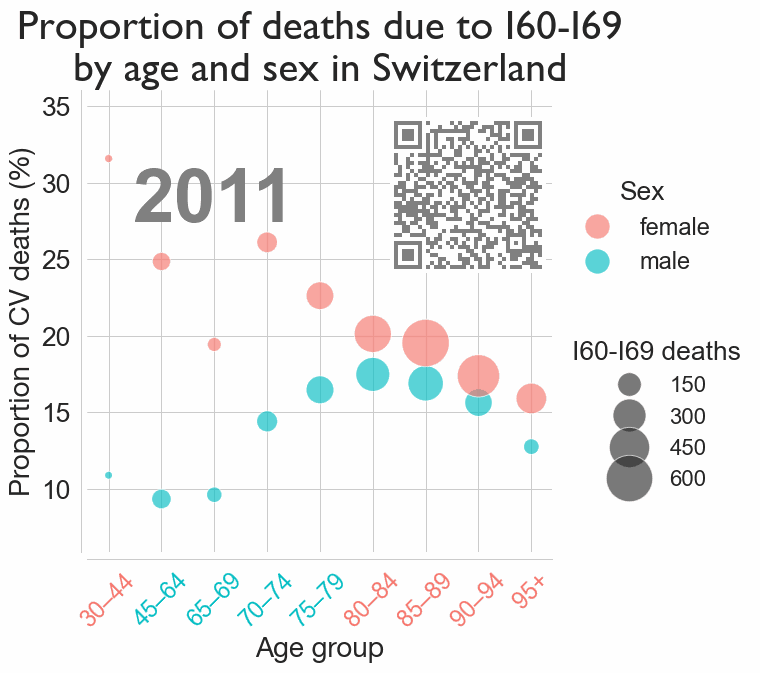 Proportion of deaths due to I60-I69
by age and sex in Switzerland
35
30
25
20
15
10
Proportion of CV deaths (%)
2011
Sex
female
male
I60-I69 deaths
150
300
450
600
30–44
45–64
65–69
70–74
75–79
80–84
85–89
90–94
95+
Age group